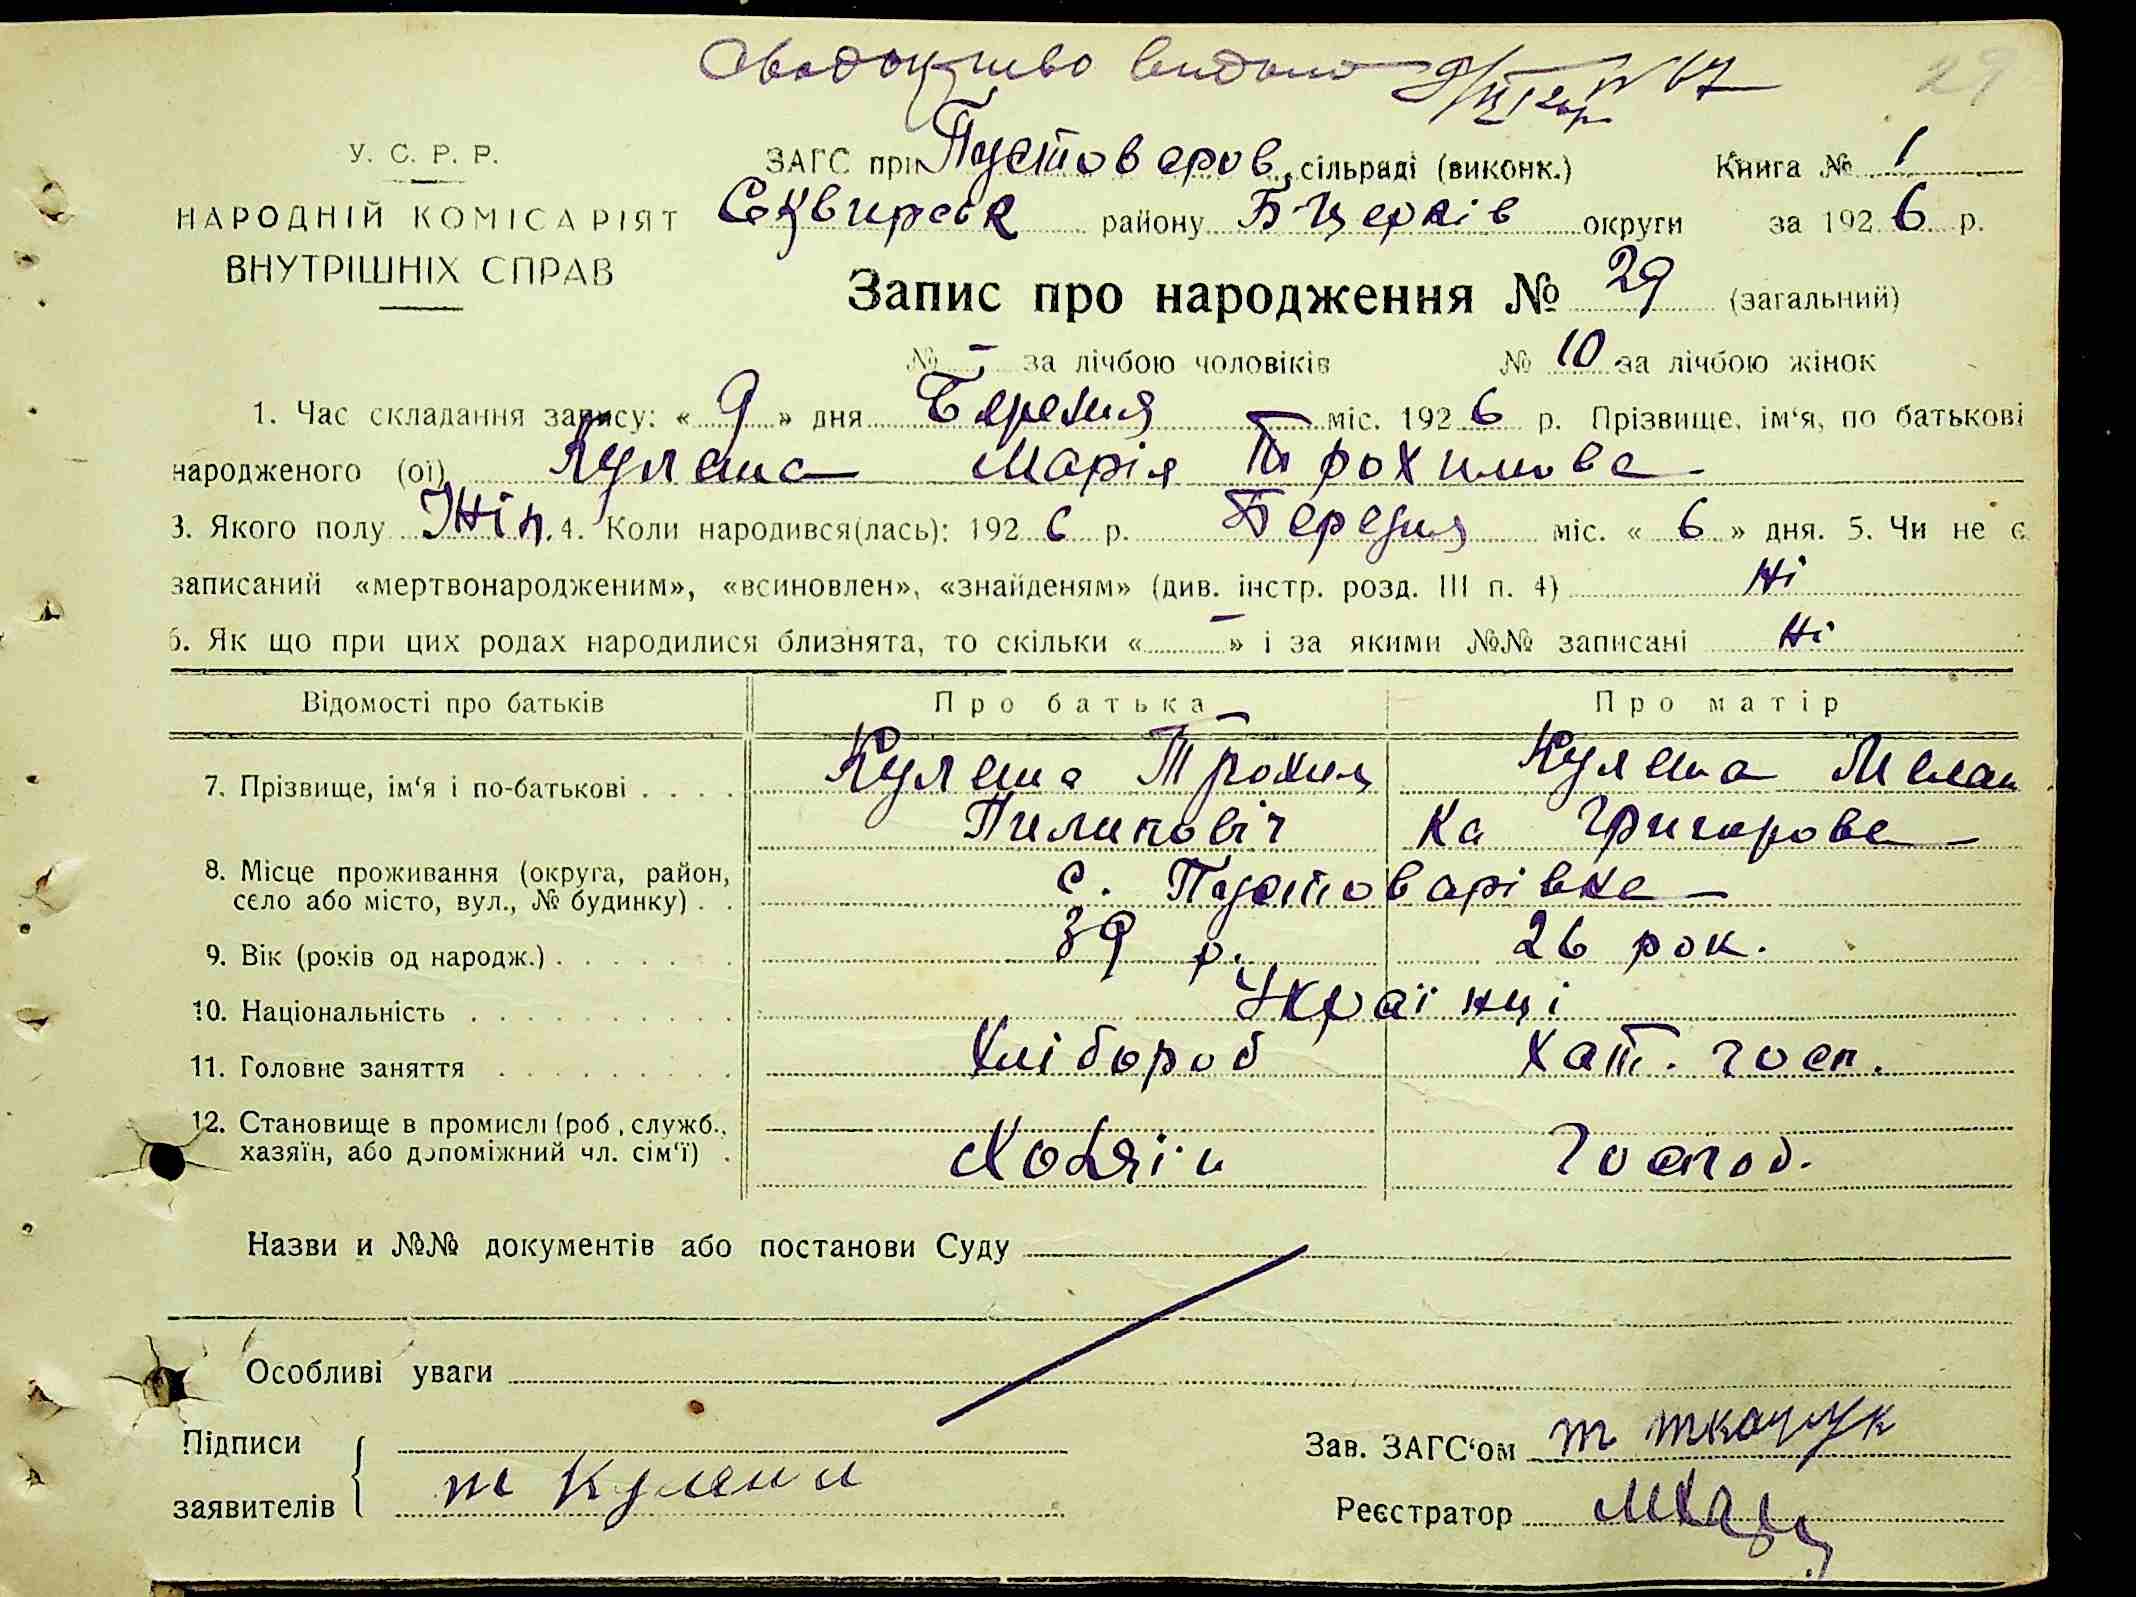 Свадоцтво видано № 67
29
У. С. Р. Р.
НАРОДНІЙ КОМІСАРІЯТ
ВНУТРІШНІХ СПРАВ
ЗАГС при Пустовров. сільраді (виконк.) Книга № 1
Сквирськ району Б-Церків округи за 1926 р.
Запис про народження № 29 (загальний)
№ - за лічбою чоловіків № 10 за лічбою жінок
1. Час складання запису: « 9 » дня Березня міс. 1926 р. Прізвище, ім‘я, по батькові
народженого (ої) Кулеша Марія Трохимова
3. Якого полу Жін. 4. Коли народився(лась): 1926 р. Березня міс. « 6 » дня. 5. Чи не є
записаний «мертвонародженим», «всиновлен», «знайденям» (див. інстр. розд. III п. 4) Ні
6. Як що при цих родах народилися близнята, то скільки « - » і за якими №№ записані Ні
Відомості про батьків Про батька Про матір
7. Прізвище, ім‘я і по-батькові . . . . Кулеша Трохим Кулеша Мелан
Пилиповіч ка Григорова
8. Місце проживання (округа, район,
село або місто, вул., № будинку) . . с. Пустоварівка
9. Вік (років од народж.) . . . . . . . 39 р. 26 рок.
10. Національність . . . . . . . . . . Українці
11. Головне заняття . . . . . . . . . Хлібороб Хат. госп.
12. Становище в промислі (роб., служб.,
хазяїн, або допоміжний чл. сім‘ї) . Хозяїн Господ.
Назви и №№ документів або постанови Суду
Особливі уваги
Підписи
заявителів т Кулеши
Зав. ЗАГС‘ом т ткачук
Реєстратор